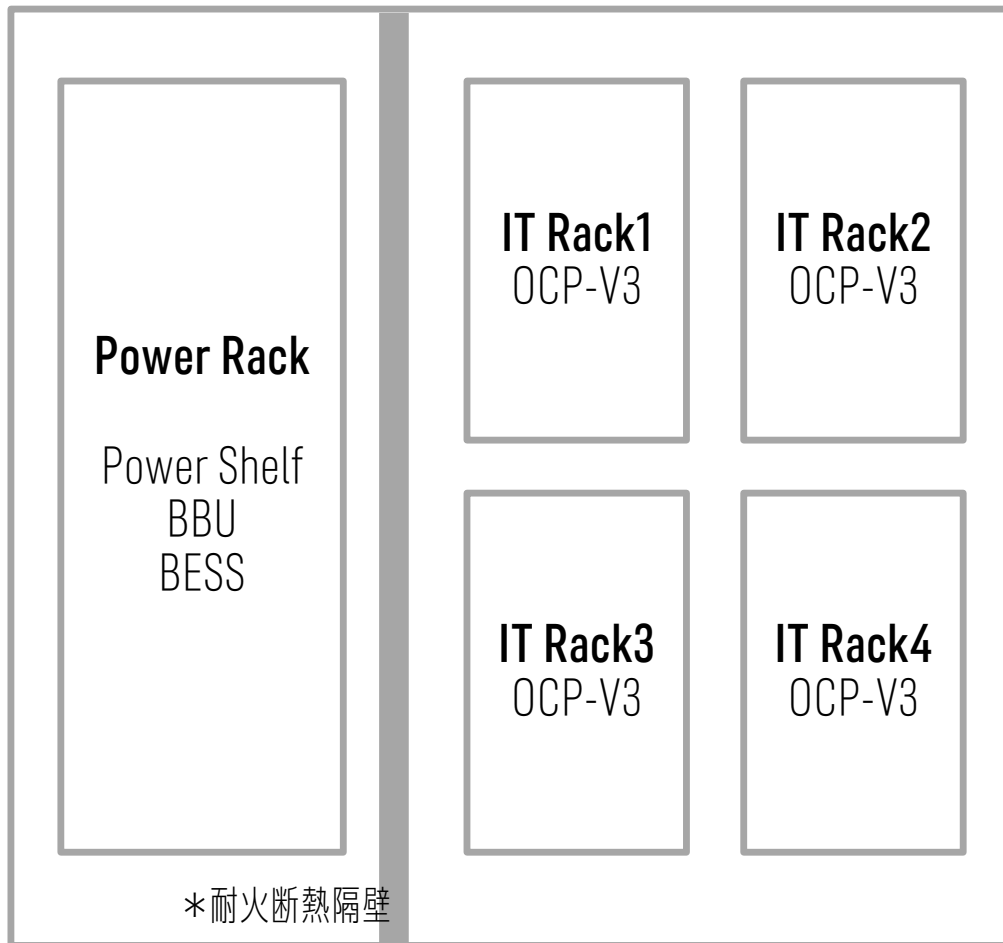 Power Rack
Power Shelf
BBU
BESS
IT Rack1
OCP-V3
IT Rack2
OCP-V3
IT Rack3
OCP-V3
IT Rack4
OCP-V3
＊耐火断熱隔壁